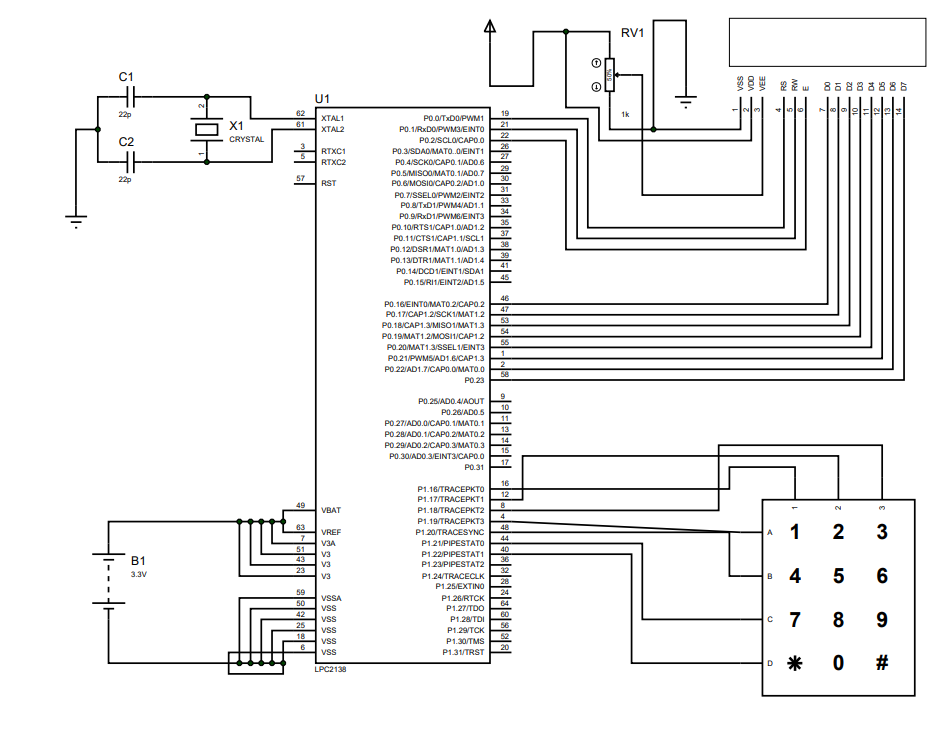 RV1
50%
1k
VSS
VDD
VEE
RS
RW
E
D0
D1
D2
D3
D4
D5
D6
D7
1
2
3
4
5
6
7
8
9
10
11
12
13
14
C1
22p
C2
22p
2
1
X1
CRYSTAL
U1
62 XTAL1 P0.0/TxD0/PWM1 19
61 XTAL2 P0.1/RxD0/PWM3/EINT0 21
P0.2/SCL0/CAP0.0 22
3 RTXC1 P0.3/SDA0/MAT0..0/EINT1 26
5 RTXC2 P0.4/SCK0/CAP0.1/AD0.6 27
P0.5/MISO0/MAT0.1/AD0.7 29
57 RST P0.6/MOSI0/CAP0.2/AD1.0 30
P0.7/SSEL0/PWM2/EINT2 31
P0.8/TxD1/PWM4/AD1.1 33
P0.9/RxD1/PWM6/EINT3 34
P0.10/RTS1/CAP1.0/AD1.2 35
P0.11/CTS1/CAP1.1/SCL1 37
P0.12/DSR1/MAT1.0/AD1.3 38
P0.13/DTR1/MAT1.1/AD1.4 39
P0.14/DCD1/EINT1/SDA1 41
P0.15/RI1/EINT2/AD1.5 45
P0.16/EINT0/MAT0.2/CAP0.2 46
P0.17/CAP1.2/SCK1/MAT1.2 47
P0.18/CAP1.3/MISO1/MAT1.3 53
P0.19/MAT1.2/MOSI1/CAP1.2 54
P0.20/MAT1.3/SSEL1/EINT3 55
P0.21/PWM5/AD1.6/CAP1.3 1
P0.22/AD1.7/CAP0.0/MAT0.0 2
P0.23 58
P0.25/AD0.4/AOUT 9
P0.26/AD0.5 10
P0.27/AD0.0/CAP0.1/MAT0.1 11
P0.28/AD0.1/CAP0.2/MAT0.2 13
P0.29/AD0.2/CAP0.3/MAT0.3 14
P0.30/AD0.3/EINT3/CAP0.0 15
P0.31 17
P1.16/TRACEPKT0 16
P1.17/TRACEPKT1 12
49 VBAT P1.18/TRACEPKT2 8
P1.19/TRACEPKT3 4
63 VREF P1.20/TRACESYNC 48
7 V3A P1.21/PIPESTAT0 44
51 V3 P1.22/PIPESTAT1 40
43 V3 P1.23/PIPESTAT2 36
23 V3 P1.24/TRACECLK 32
P1.25/EXTIN0 28
59 VSSA P1.26/RTCK 24
50 VSS P1.27/TDO 64
42 VSS P1.28/TDI 60
25 VSS P1.29/TCK 56
18 VSS P1.30/TMS 52
6 VSS P1.31/TRST 20
LPC2138
B1
3.3V
1 2 3
A 1 2 3
B 4 5 6
C 7 8 9
D * 0 #